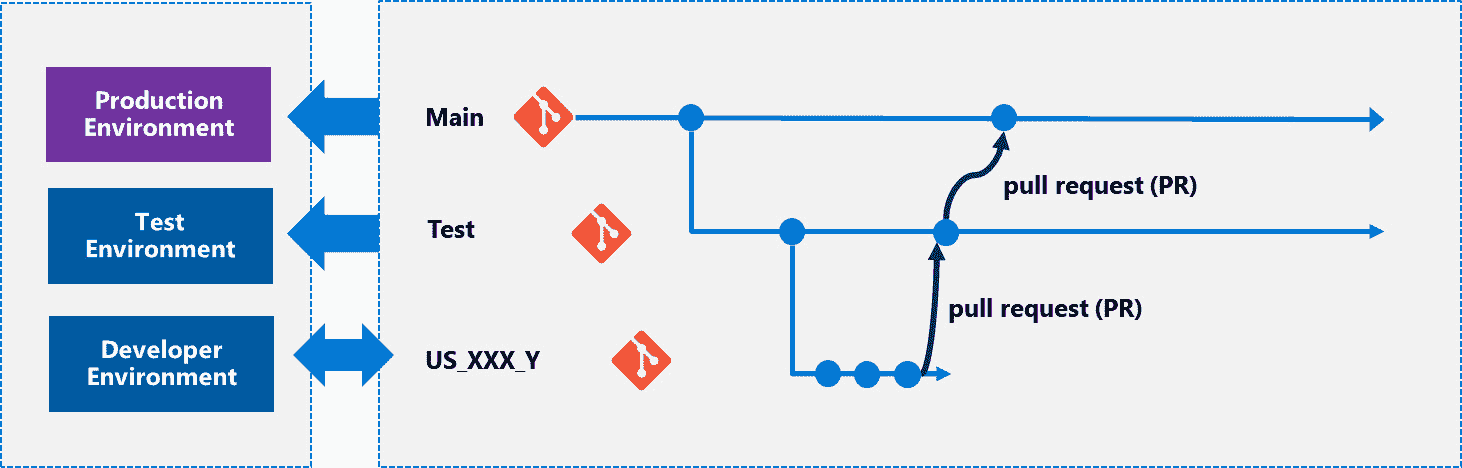 Production
Environment
Main
pull request (PR)
Test
Environment
Test
pull request (PR)
Developer
Environment
US_XXX_Y